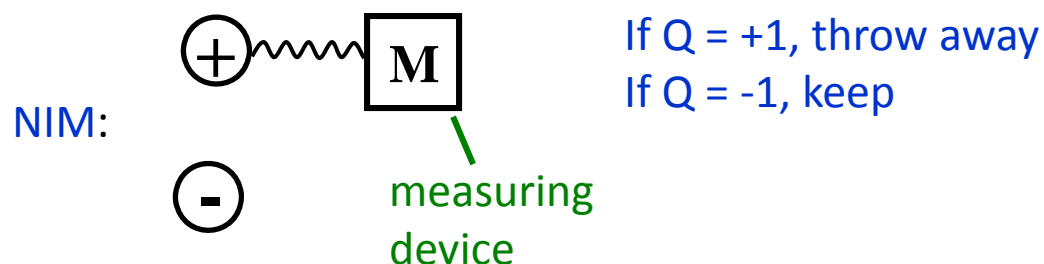 +
M
If Q = +1, throw away
If Q = -1, keep
NIM:
-
measuring
device